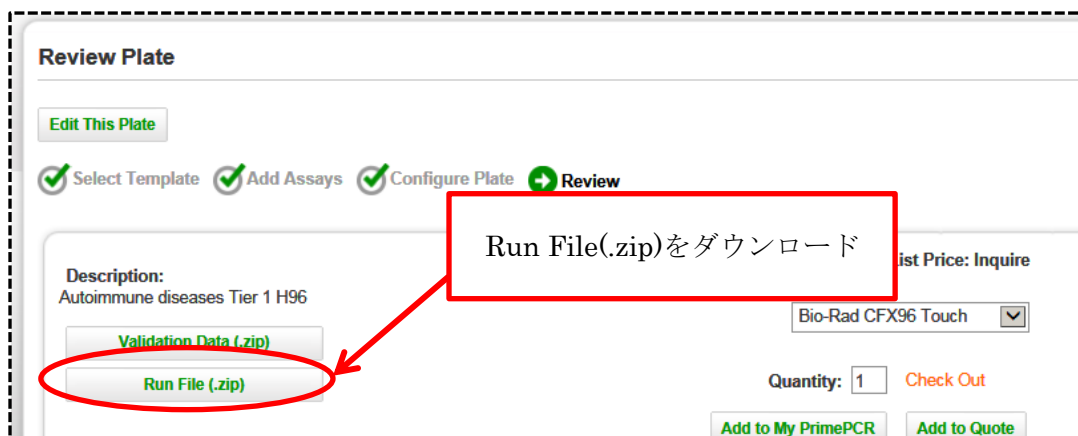 Review Plate
Edit This Plate
Select Template Add Assays Configure Plate Review
Run File(.zip)をダウンロード
ist Price: Inquire
Description:
Autoimmune diseases Tier 1 H96
Bio-Rad CFX96 Touch
Validation Data (.zip)
Run File (.zip)
Quantity: 1 Check Out
Add to My PrimePCR Add to Quote